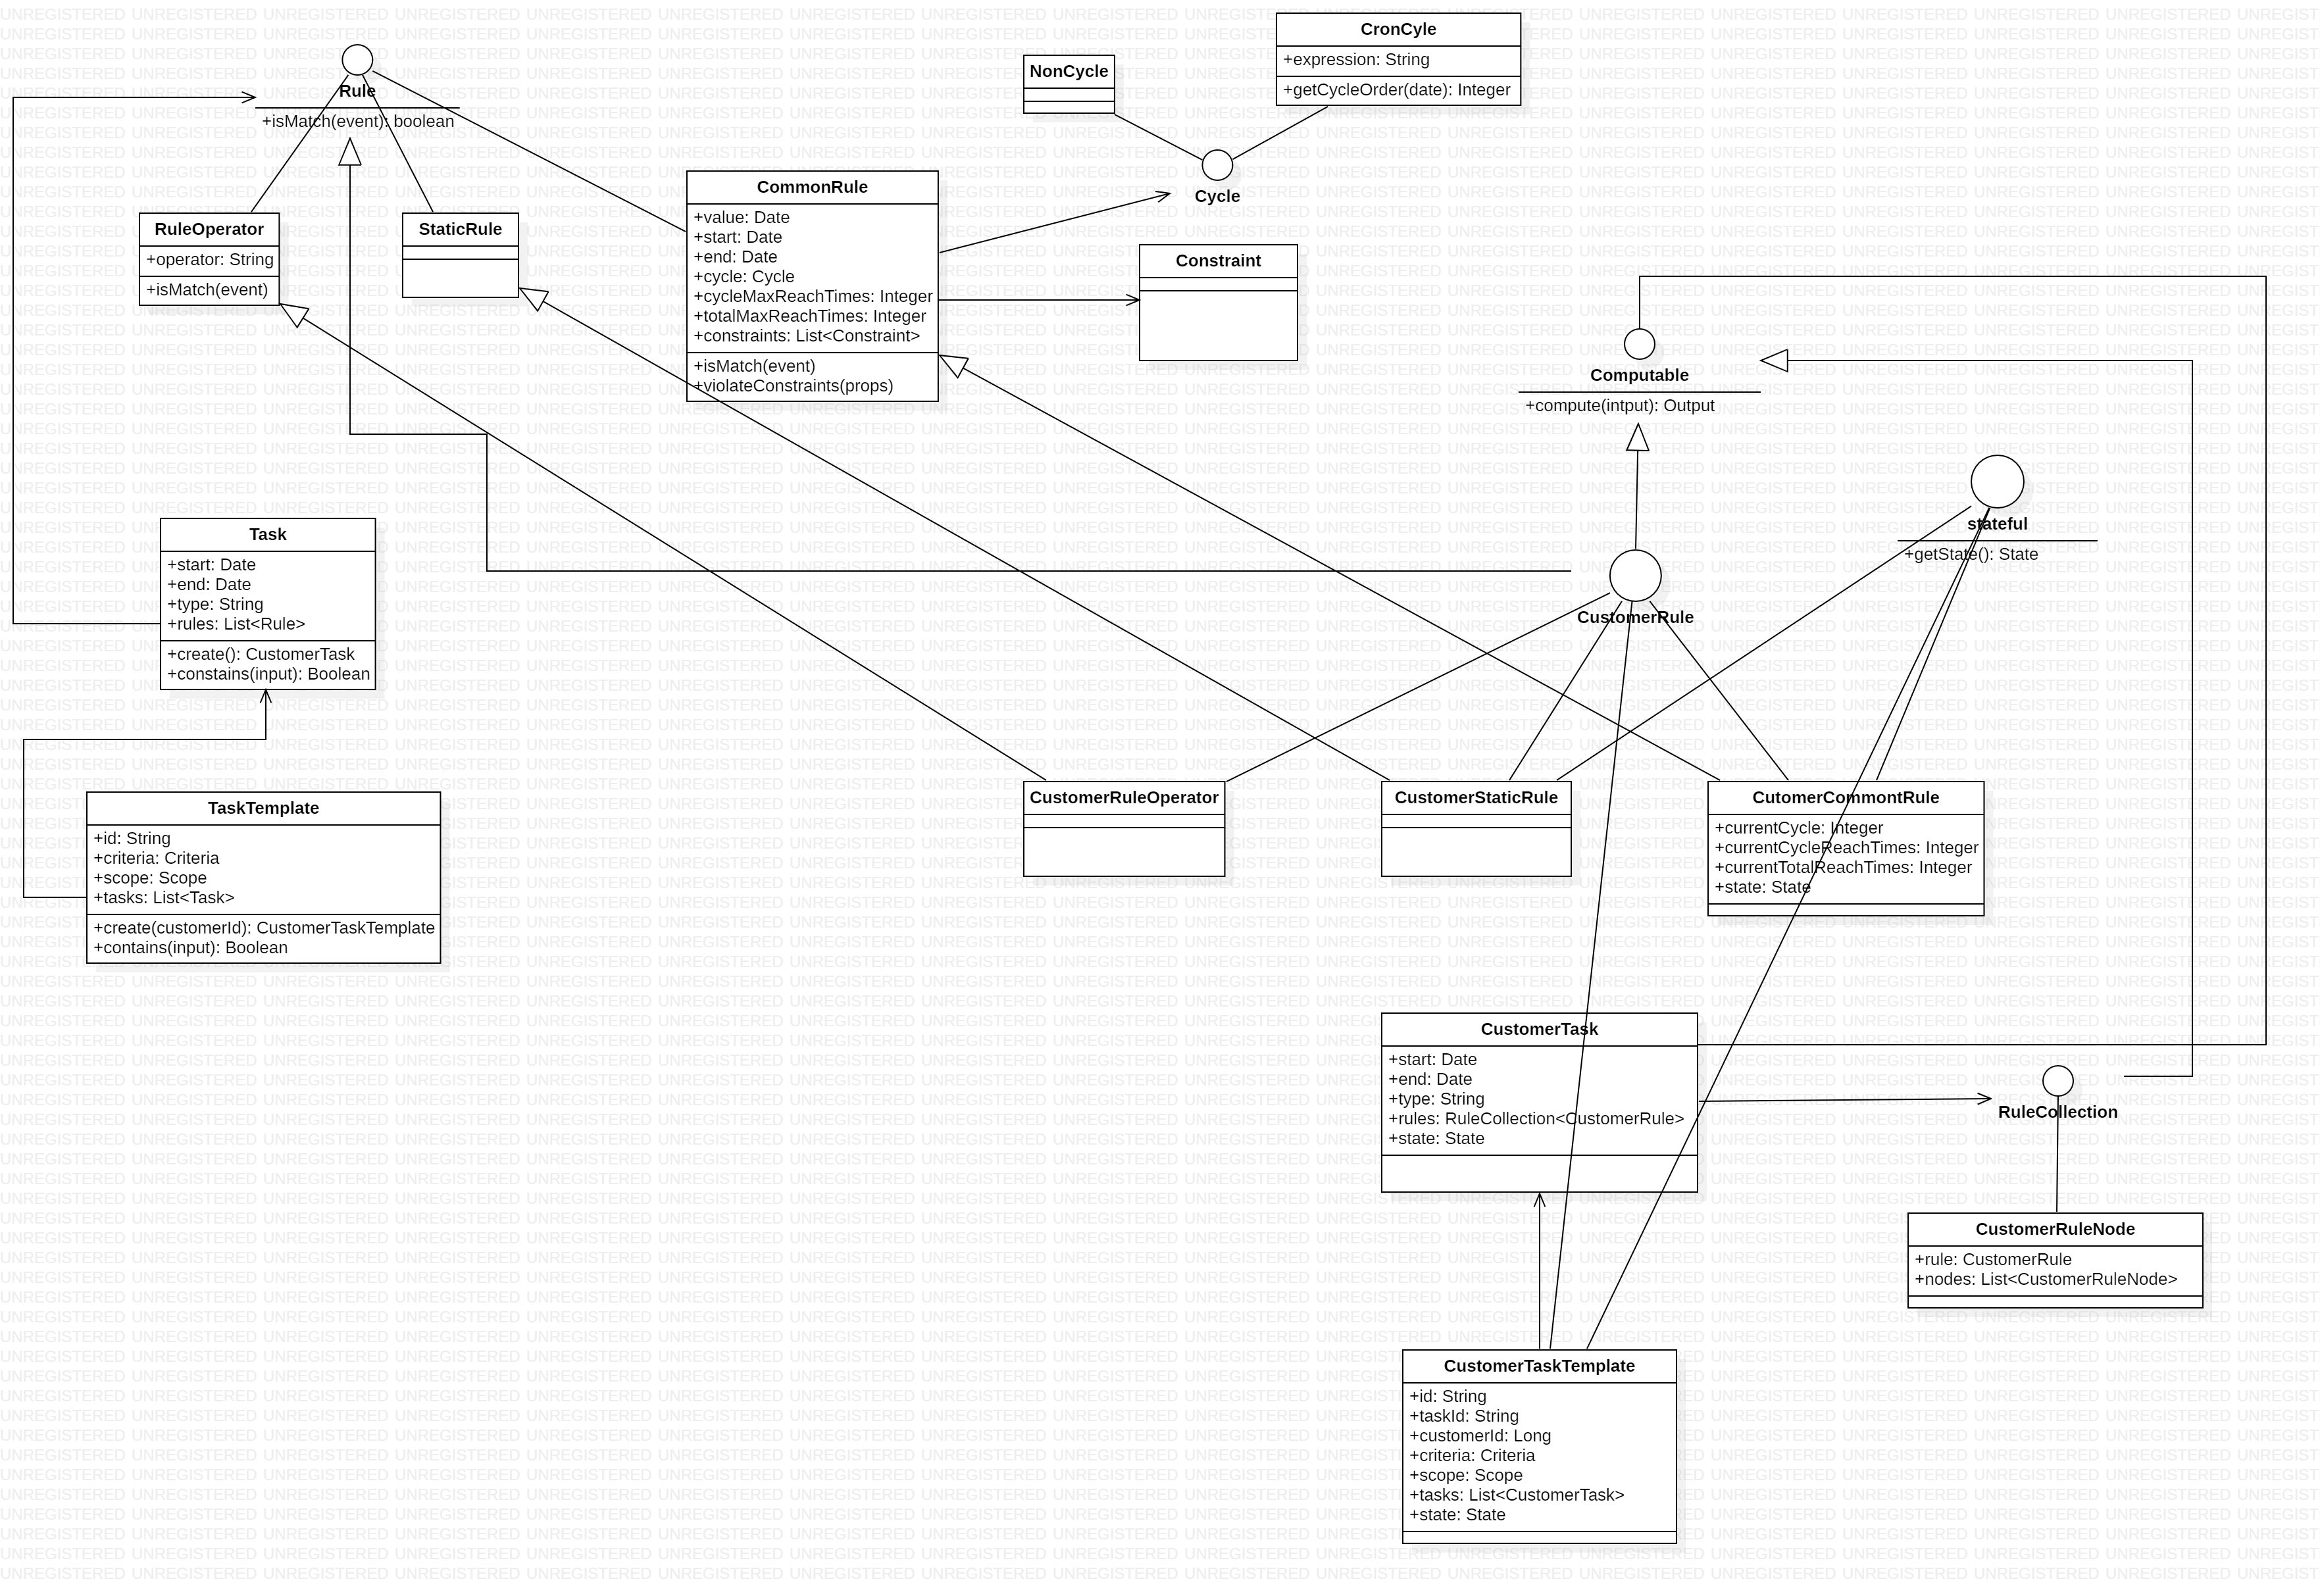 Rule
+isMatch(event): boolean
NonCycle
CronCyle
+expression: String
+getCycleOrder(date): Integer
Cycle
RuleOperator
+operator: String
+isMatch(event)
StaticRule
CommonRule
+value: Date
+start: Date
+end: Date
+cycle: Cycle
+cycleMaxReachTimes: Integer
+totalMaxReachTimes: Integer
+constraints: List<Constraint>
+isMatch(event)
+violateConstraints(props)
Constraint
Computable
+compute(intput): Output
stateful
+getState(): State
CustomerRule
Task
+start: Date
+end: Date
+type: String
+rules: List<Rule>
+create(): CustomerTask
+constains(input): Boolean
TaskTemplate
+id: String
+criteria: Criteria
+scope: Scope
+tasks: List<Task>
+create(customerId): CustomerTaskTemplate
+contains(input): Boolean
CustomerRuleOperator
CustomerStaticRule
CutomerCommontRule
+currentCycle: Integer
+currentCycleReachTimes: Integer
+currentTotalReachTimes: Integer
+state: State
CustomerTask
+start: Date
+end: Date
+type: String
+rules: RuleCollection<CustomerRule>
+state: State
RuleCollection
CustomerRuleNode
+rule: CustomerRule
+nodes: List<CustomerRuleNode>
CustomerTaskTemplate
+id: String
+taskId: String
+customerId: Long
+criteria: Criteria
+scope: Scope
+tasks: List<CustomerTask>
+state: State